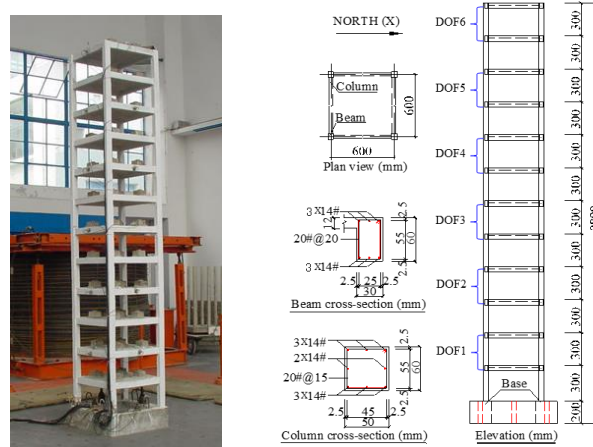 NORTH (X)
Column
Beam
600
600
Plan view (mm)
3X14#
12
20#@20
3X14#
2.5
55
60
2.5
2.5
25
2.5
30
Beam cross-section (mm)
3X14#
2X14#
20#@15
3X14#
2.5
55
60
2.5
2.5
45
2.5
50
Column cross-section (mm)
DOF6
DOF5
DOF4
DOF3
DOF2
DOF1
Base
300
300
300
300
300
300
300
300
300
300
300
300
200
Elevation (mm)